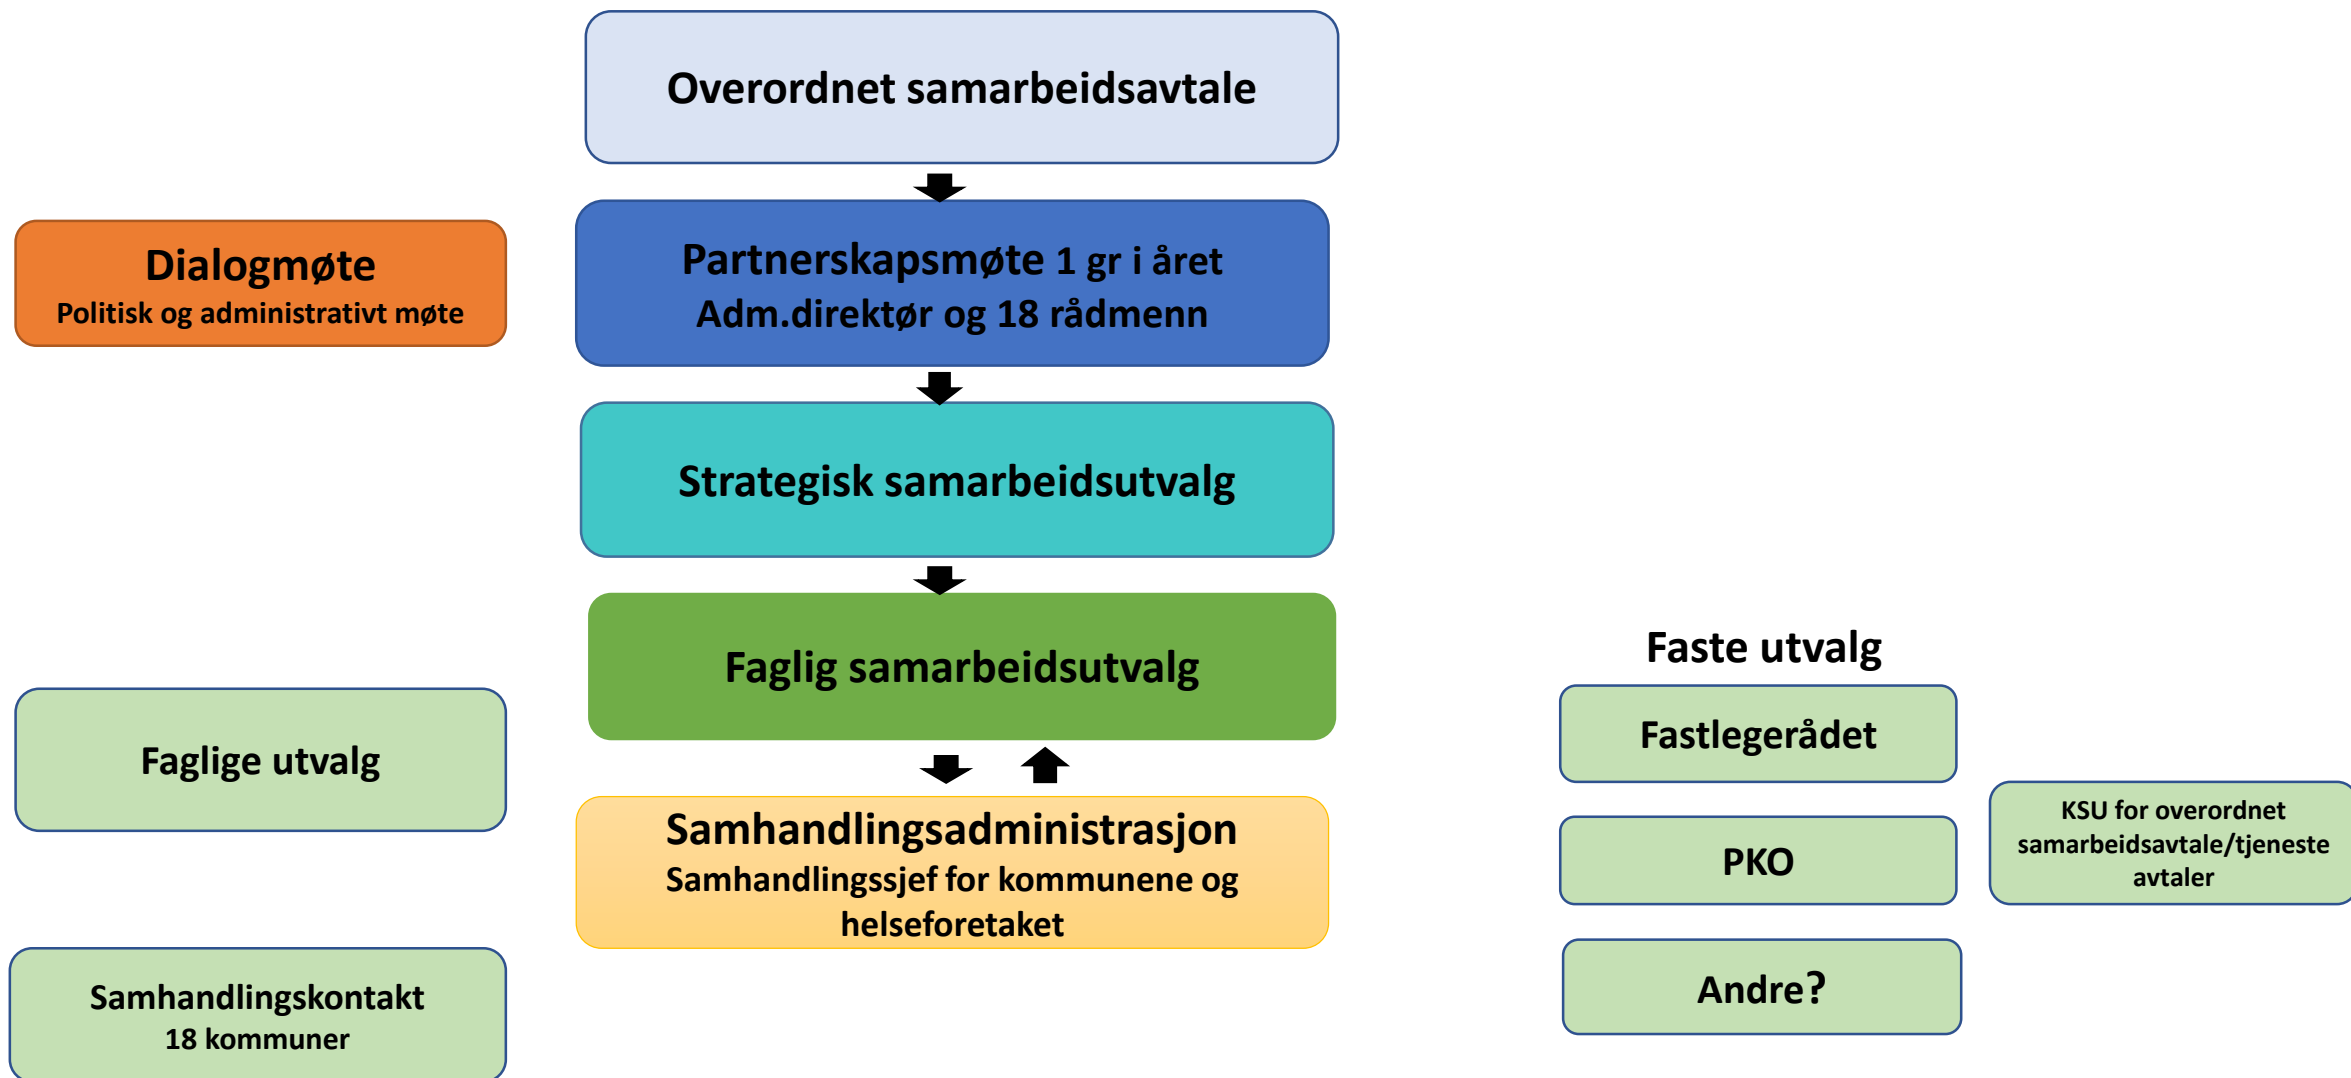 Overordnet samarbeidsavtale
Dialogmøte
Politisk og administrativt møte
Partnerskapsmøte 1 gr i året
Adm.direktør og 18 rådmenn
Strategisk samarbeidsutvalg
Faglig samarbeidsutvalg
Faglige utvalg
Samhandlingsadministrasjon
Samhandlingssjef for kommunene og
helseforetaket
Samhandlingskontakt
18 kommuner
Faste utvalg
Fastlegerådet
PKO
KSU for overordnet
samarbeidsavtale/tjeneste
avtaler
Andre?